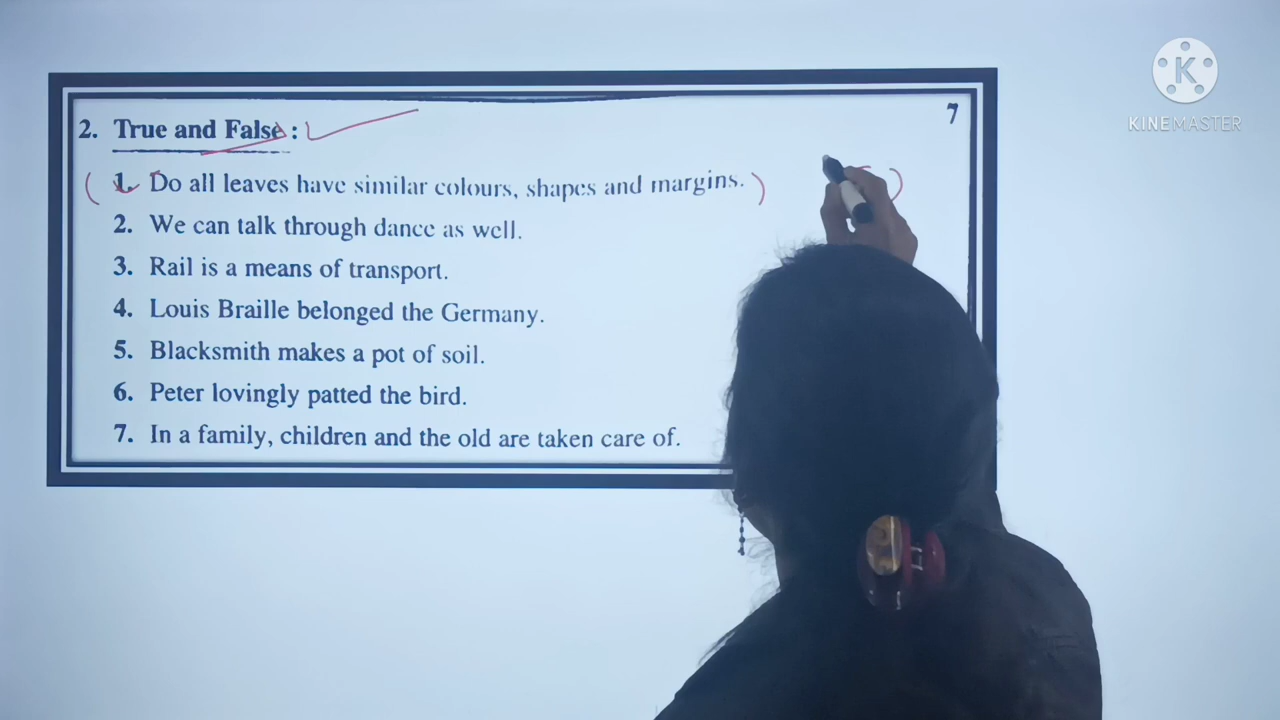 2. True and False :
7
1. Do all leaves have similar colours, shapes and margins.
2. We can talk through dance as well.
3. Rail is a means of transport.
4. Louis Braille belonged the Germany.
5. Blacksmith makes a pot of soil.
6. Peter lovingly patted the bird.
7. In a family, children and the old are taken care of.
K
KINEMASTER